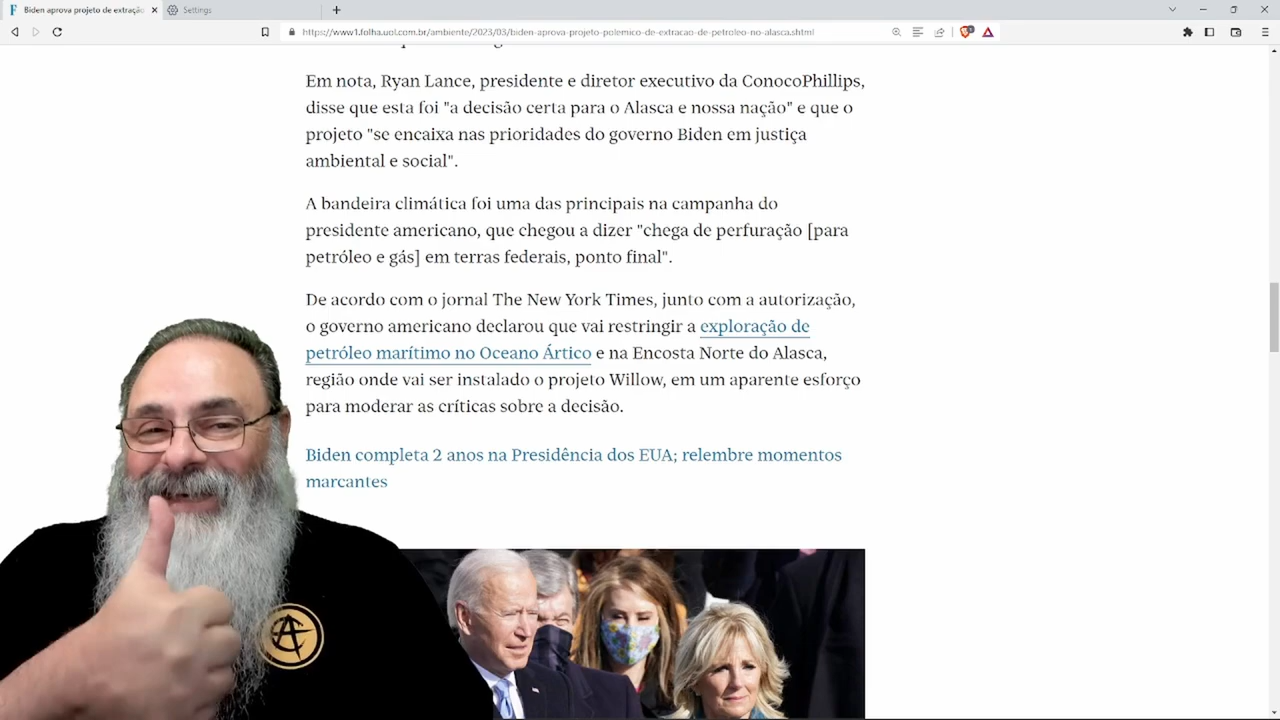 Biden aprova projeto de extração
Settings
https://www1.folha.uol.com.br/ambiente/2023/03/biden-aprova-projeto-polemico-de-extracao-de-petroleo-no-alasca.shtml
Em nota, Ryan Lance, presidente e diretor executivo da ConocoPhillips,
disse que esta foi "a decisão certa para o Alasca e nossa nação" e que o
projeto "se encaixa nas prioridades do governo Biden em justiça
ambiental e social".
A bandeira climática foi uma das principais na campanha do
presidente americano, que chegou a dizer "chega de perfuração [para
petróleo e gás] em terras federais, ponto final".
De acordo com o jornal The New York Times, junto com a autorização,
o governo americano declarou que vai restringir a exploração de
petróleo marítimo no Oceano Ártico e na Encosta Norte do Alasca,
região onde vai ser instalado o projeto Willow, em um aparente esforço
para moderar as críticas sobre a decisão.
Biden completa 2 anos na Presidência dos EUA; relembre momentos
marcantes